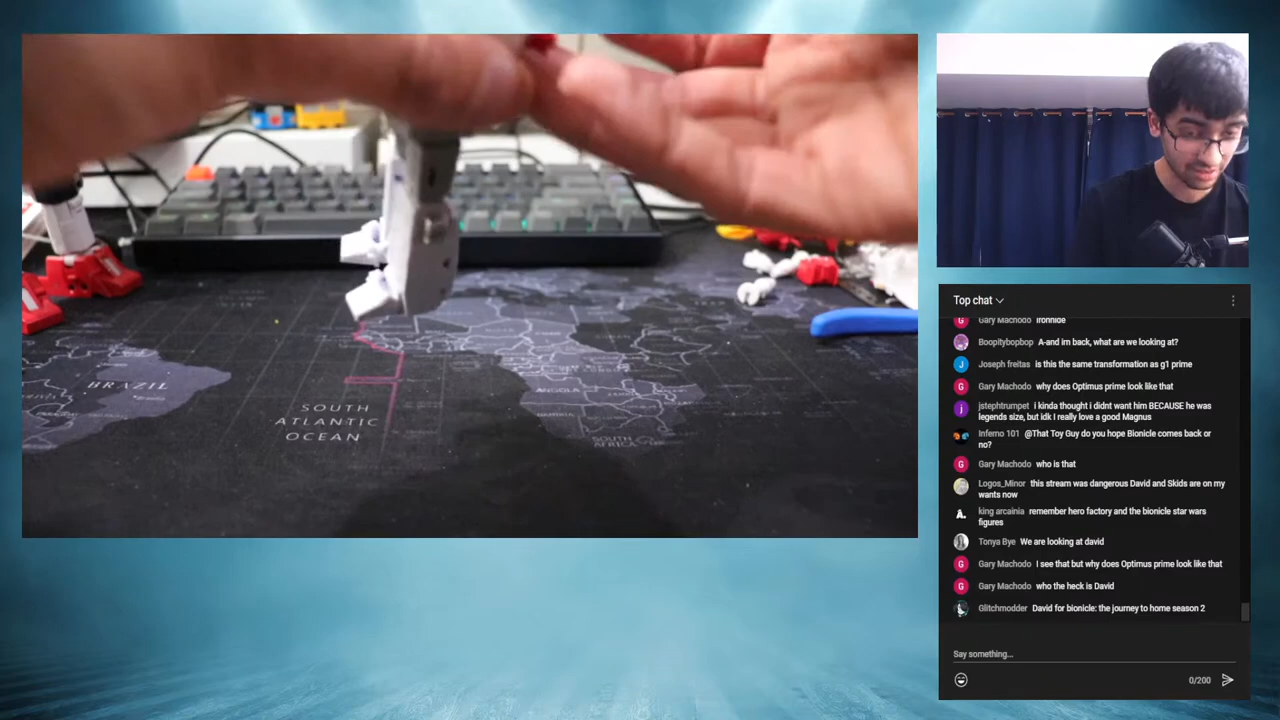 BRAZIL
SOUTH
ATLANTIC
OCEAN
ANGOLA
SOUTH AFRICA
Top chat
Gary Machodo Ironhide
Boopitybopbop A-and im back, what are we looking at?
Joseph freitas is this the same transformation as g1 prime
Gary Machodo why does Optimus prime look like that
jstephtrumpet i kinda thought i didnt want him BECAUSE he was
legends size, but idk I really love a good Magnus
Inferno 101 @That Toy Guy do you hope Bionicle comes back or
no?
Gary Machodo who is that
Logos_Minor this stream was dangerous David and Skids are on my
wants now
king arcainia remember hero factory and the bionicle star wars
figures
Tonya Bye We are looking at david
Gary Machodo I see that but why does Optimus prime look like that
Gary Machodo who the heck is David
Glitchmodder David for bionicle: the journey to home season 2
Say something...
0/200